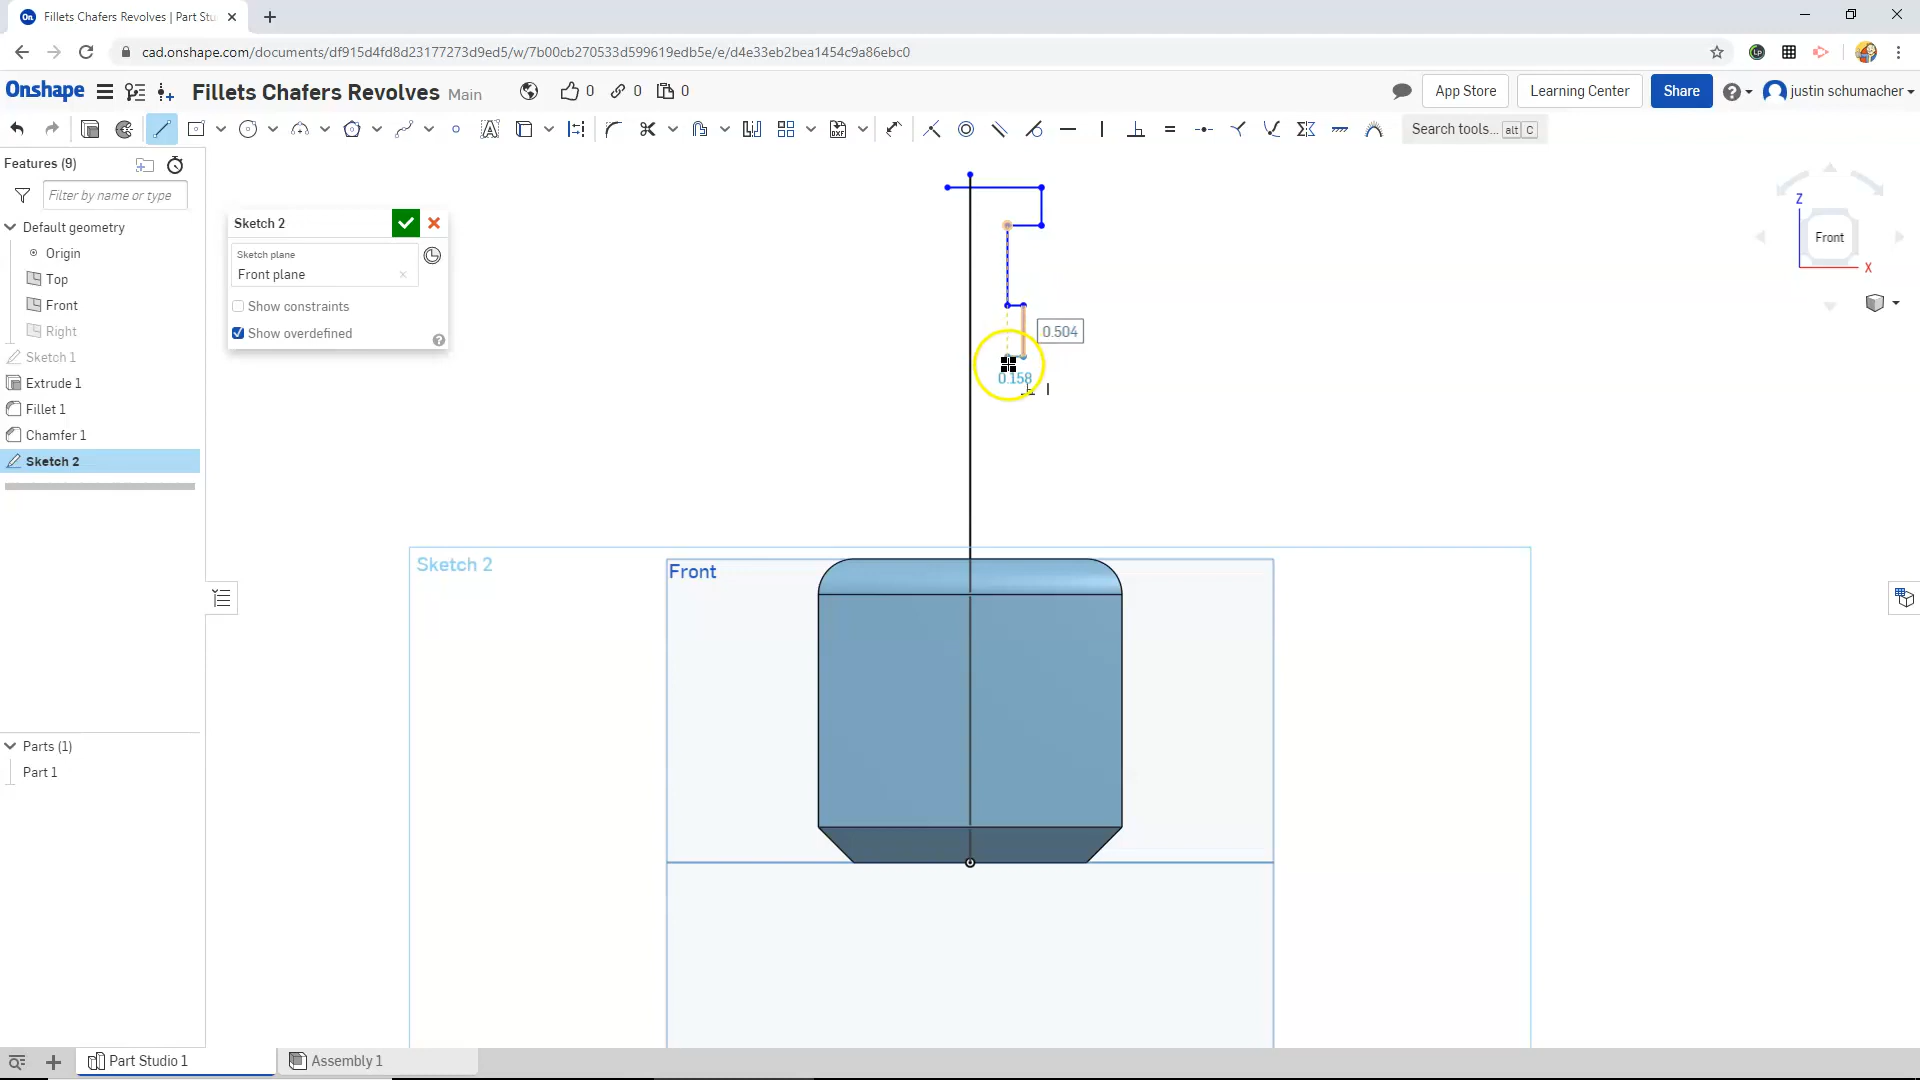 Fillets Chafers Revolves | Part Stu
cad.onshape.com/documents/df915d4fd8d23177273d9ed5/w/7b00cb270533d599619edb5e/e/d4e33eb2bea1454c9a86ebc0
Onshape Fillets Chafers Revolves Main 0 0 0 App Store Learning Center Share justin schumacher
Search tools... alt C
Features (9)
Filter by name or type
Default geometry
Origin
Top
Front
Right
Sketch 1
Extrude 1
Fillet 1
Chamfer 1
Sketch 2
Parts (1)
Part 1
Sketch 2
Sketch plane
Front plane
Show constraints
Show overdefined
0.504
0.158
Z
Front
X
Sketch 2
Front
Part Studio 1
Assembly 1